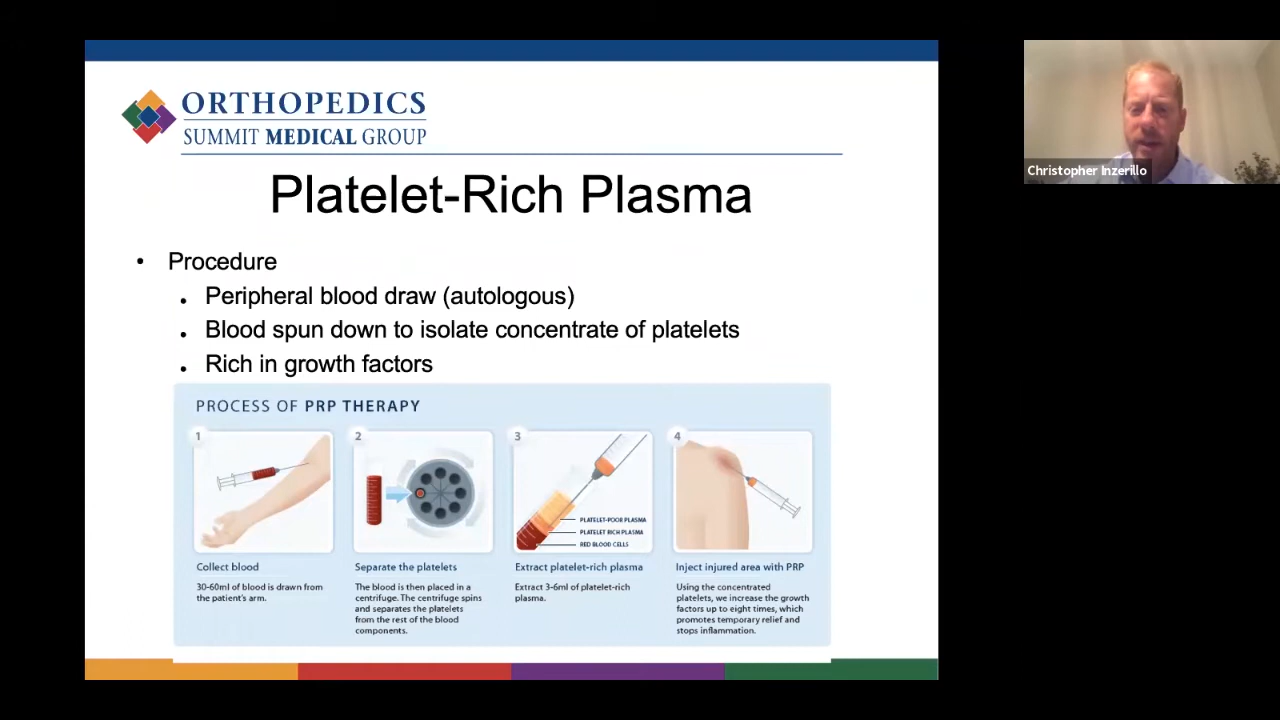 ORTHOPEDICS
SUMMIT MEDICAL GROUP
Christopher Inzerillo
Platelet-Rich Plasma
• Procedure
• Peripheral blood draw (autologous)
• Blood spun down to isolate concentrate of platelets
• Rich in growth factors
PROCESS OF PRP THERAPY
1
Collect blood
30-60ml of blood is drawn from
the patient's arm.
2
Separate the platelets
The blood is then placed in a
centrifuge. The centrifuge spins
and separates the platelets
from the rest of the blood
components.
3
PLATELET-POOR PLASMA
PLATELET RICH PLASMA
RED BLOOD CELLS
Extract platelet-rich plasma
Extract 3-6ml of platelet-rich
plasma.
4
Inject injured area with PRP
Using the concentrated
platelets, we increase the growth
factors up to eight times, which
promotes temporary relief and
stops inflammation.